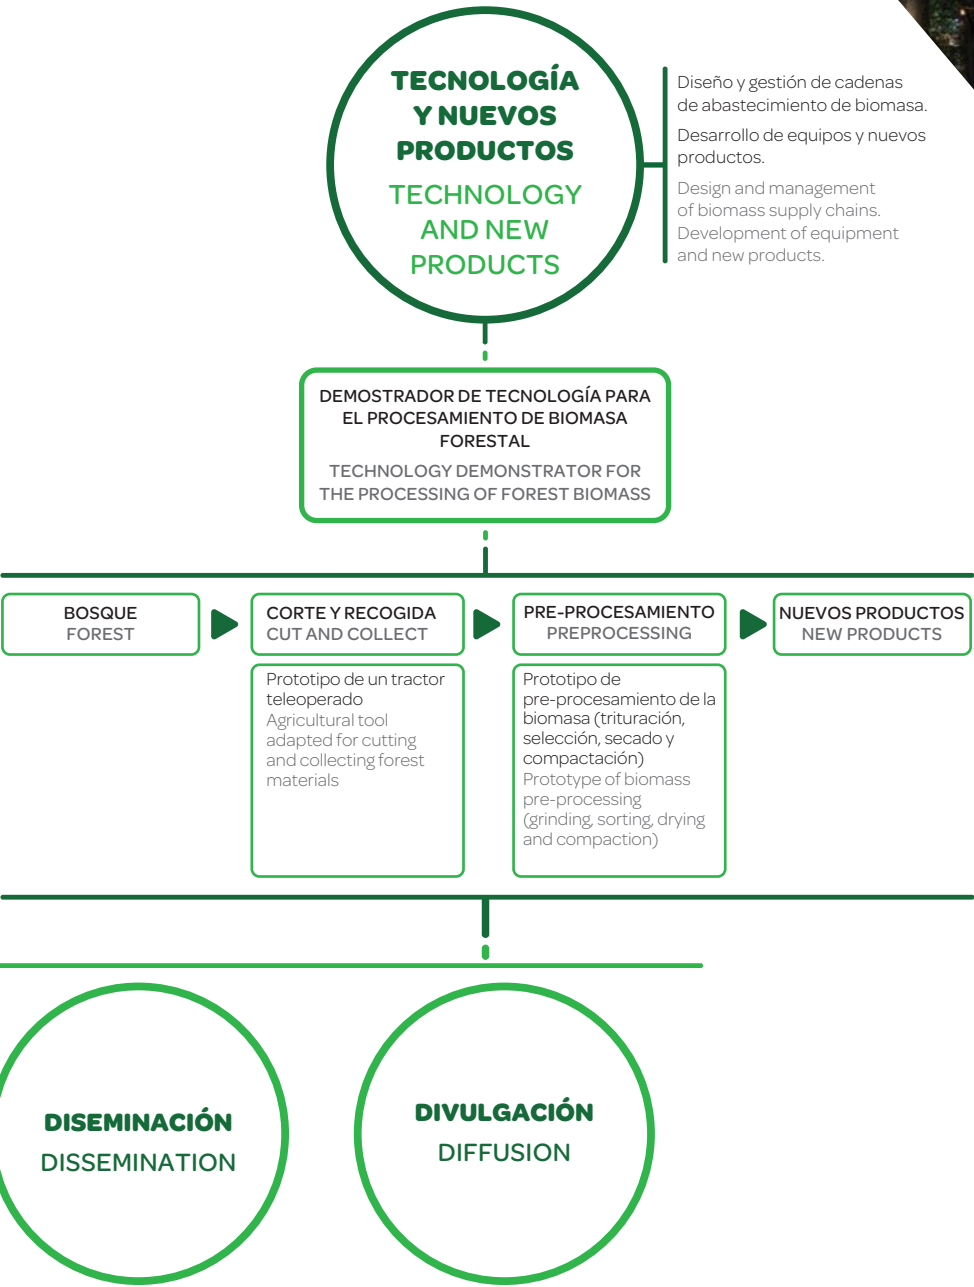 TECNOLOGÍA
Y NUEVOS
PRODUCTOS
TECHNOLOGY
AND NEW
PRODUCTS
Diseño y gestión de cadenas
de abastecimiento de biomasa.
Desarrollo de equipos y nuevos
productos.
Design and management
of biomass supply chains.
Development of equipment
and new products.
DEMOSTRADOR DE TECNOLOGÍA PARA
EL PROCESAMIENTO DE BIOMASA
FORESTAL
TECHNOLOGY DEMONSTRATOR FOR
THE PROCESSING OF FOREST BIOMASS
BOSQUE
FOREST
CORTE Y RECOGIDA
CUT AND COLLECT
Prototipo de un tractor
teleoperado
Agricultural tool
adapted for cutting
and collecting forest
materials
PRE-PROCESAMIENTO
PREPROCESSING
Prototipo de
pre-procesamiento de la
biomasa (trituración,
selección, secado y
compactación)
Prototype of biomass
pre-processing
(grinding, sorting, drying
and compaction)
NUEVOS PRODUCTOS
NEW PRODUCTS
DISEMINACIÓN
DISSEMINATION
DIVULGACIÓN
DIFFUSION